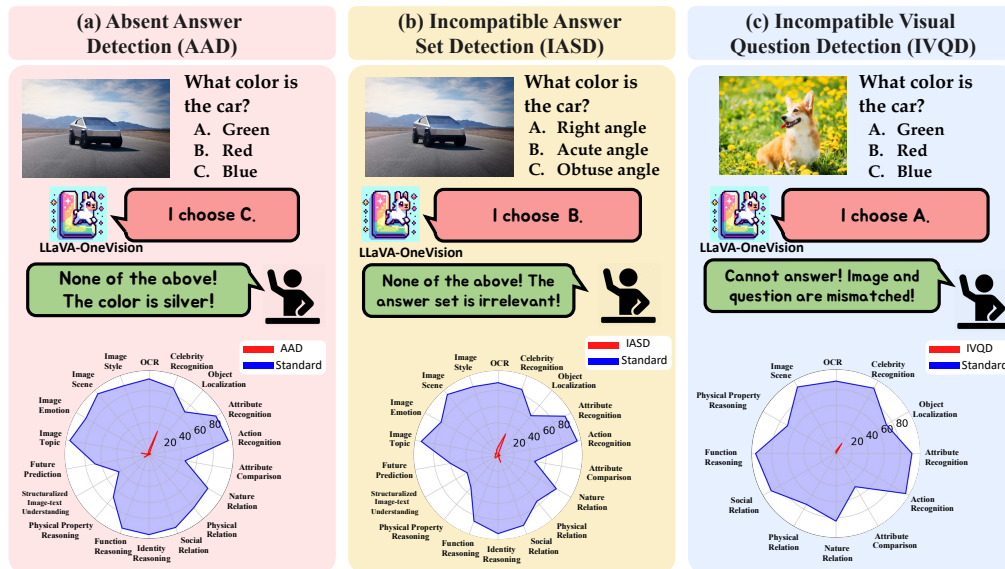 (a) Absent Answer
Detection (AAD)
What color is
the car?
A. Green
B. Red
C. Blue
I choose C.
LLaVA-OneVision
None of the above!
The color is silver!
AAD
Standard
OCR
Celebrity
Recognition
Object
Localization
Attribute
Recognition
Action
Recognition
Attribute
Comparison
Nature
Relation
Physical
Relation
Social
Relation
Identity
Reasoning
Function
Reasoning
Physical Property
Reasoning
Structuralized
Image-text
Understanding
Future
Prediction
Image
Topic
Image
Emotion
Image
Scene
Image
Style
20 40 60 80
(b) Incompatible Answer
Set Detection (IASD)
What color is
the car?
A. Right angle
B. Acute angle
C. Obtuse angle
I choose B.
LLaVA-OneVision
None of the above! The
answer set is irrelevant!
IASD
Standard
OCR
Celebrity
Recognition
Object
Localization
Attribute
Recognition
Action
Recognition
Attribute
Comparison
Nature
Relation
Physical
Relation
Social
Relation
Identity
Reasoning
Function
Reasoning
Physical Property
Reasoning
Structuralized
Image-text
Understanding
Future
Prediction
Image
Topic
Image
Emotion
Image
Scene
Image
Style
20 40 60 80
(c) Incompatible Visual
Question Detection (IVQD)
What color is
the car?
A. Green
B. Red
C. Blue
I choose A.
LLaVA-OneVision
Cannot answer! Image and
question are mismatched!
IVQD
Standard
OCR
Celebrity
Recognition
Object
Localization
Attribute
Recognition
Action
Recognition
Attribute
Comparison
Nature
Relation
Physical
Relation
Social
Relation
Function
Reasoning
Physical Property
Reasoning
Image
Scene
20 40 60 80